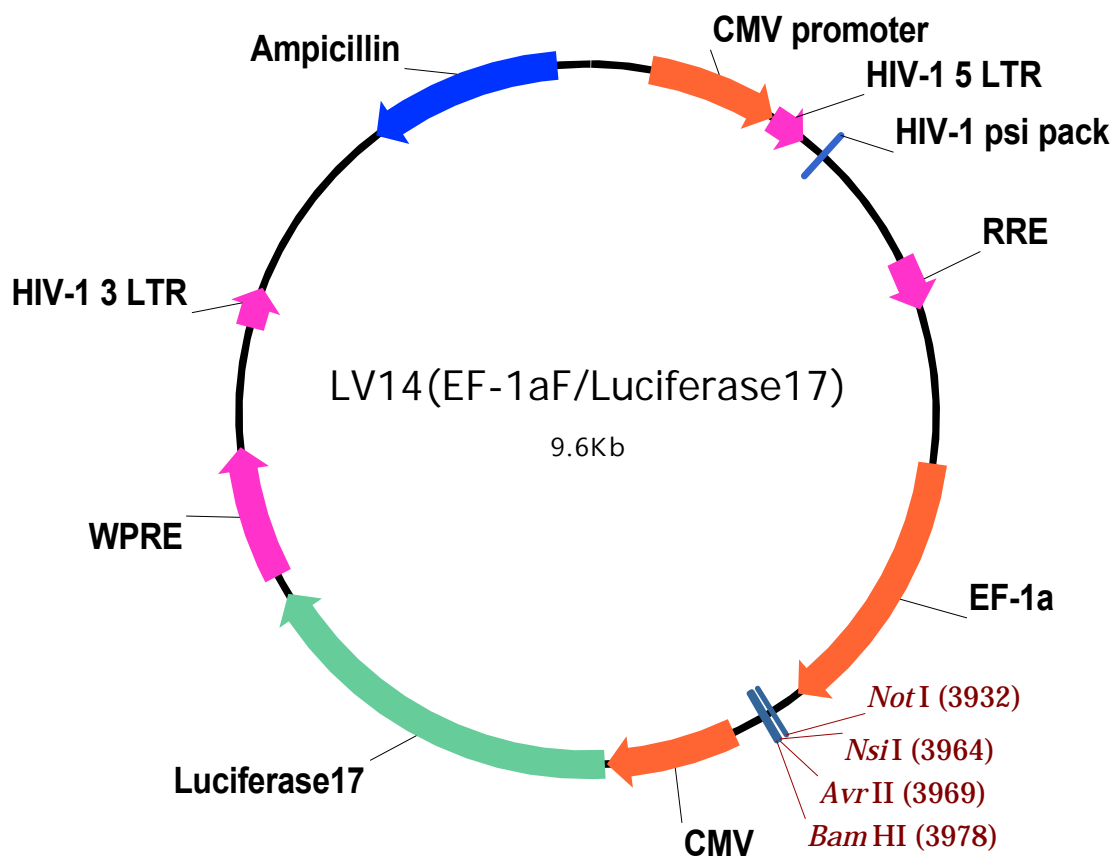 CMV promoter
Ampicillin
HIV-1 5 LTR
HIV-1 psi pack
RRE
HIV-1 3 LTR
LV14(EF-1aF/Luciferase17)
9.6Kb
WPRE
EF-1a
Not I (3932)
Nsi I (3964)
Luciferase17
Avr II (3969)
Bam HI (3978)
CMV